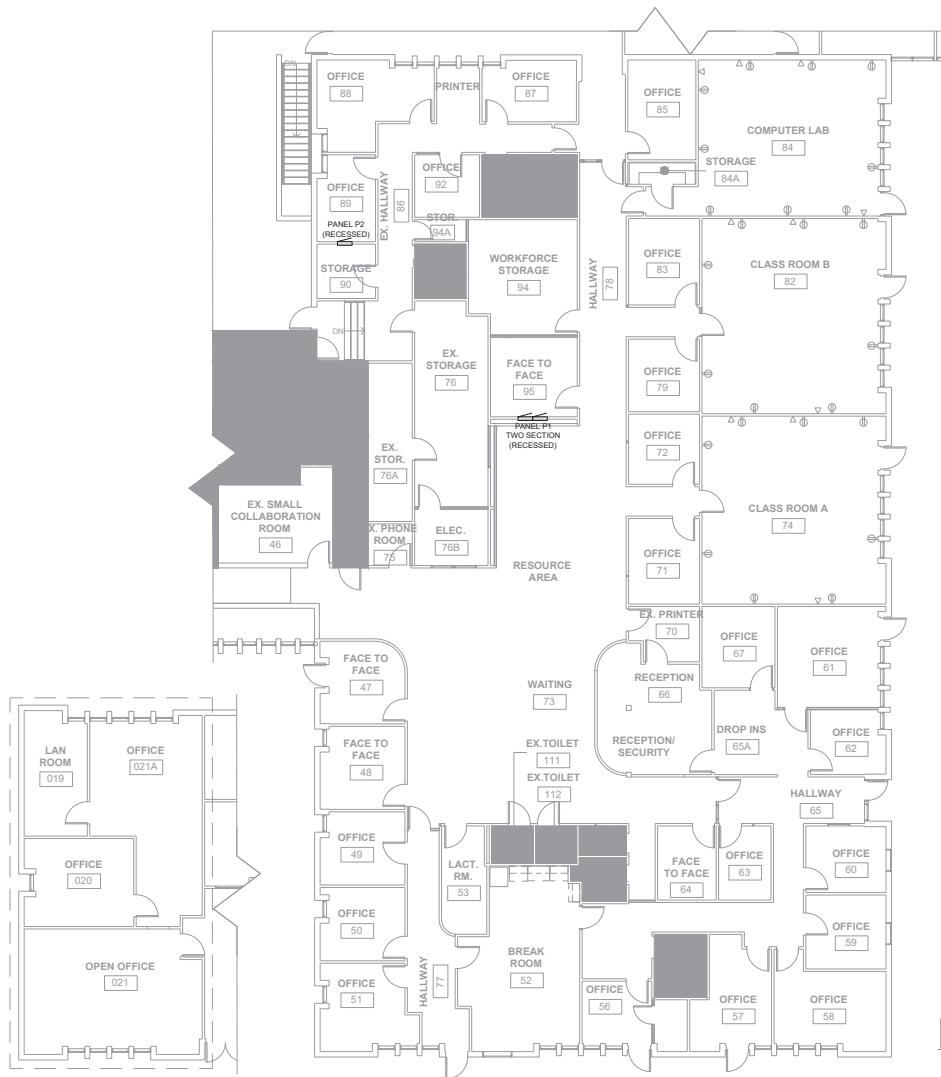 DN
OFFICE
88
PRINTER
OFFICE
87
OFFICE
85
COMPUTER LAB
84
STORAGE
84A
OFFICE
92
OFFICE
89
EX. HALLWAY
86
PANEL P2
(RECESSED)
STOR.
94A
STORAGE
90
WORKFORCE
STORAGE
94
HALLWAY
78
OFFICE
83
CLASS ROOM B
82
DN
EX.
STORAGE
76
FACE TO
FACE
95
OFFICE
79
PANEL P1
TWO SECTION
(RECESSED)
OFFICE
72
EX.
STOR.
76A
EX. SMALL
COLLABORATION
ROOM
46
X. PHONE
ROOM
75
ELEC.
76B
CLASS ROOM A
74
OFFICE
71
RESOURCE
AREA
EX. PRINTER
70
OFFICE
67
OFFICE
61
FACE TO
FACE
47
WAITING
73
RECEPTION
66
RECEPTION/
SECURITY
DROP INS
65A
OFFICE
62
LAN
ROOM
019
OFFICE
021A
FACE TO
FACE
48
EX.TOILET
111
EX.TOILET
112
HALLWAY
65
OFFICE
49
OFFICE
020
LACT.
RM.
53
FACE
TO FACE
64
OFFICE
63
OFFICE
60
OFFICE
50
OFFICE
59
OPEN OFFICE
021
OFFICE
51
HALLWAY
77
BREAK
ROOM
52
OFFICE
56
OFFICE
57
OFFICE
58